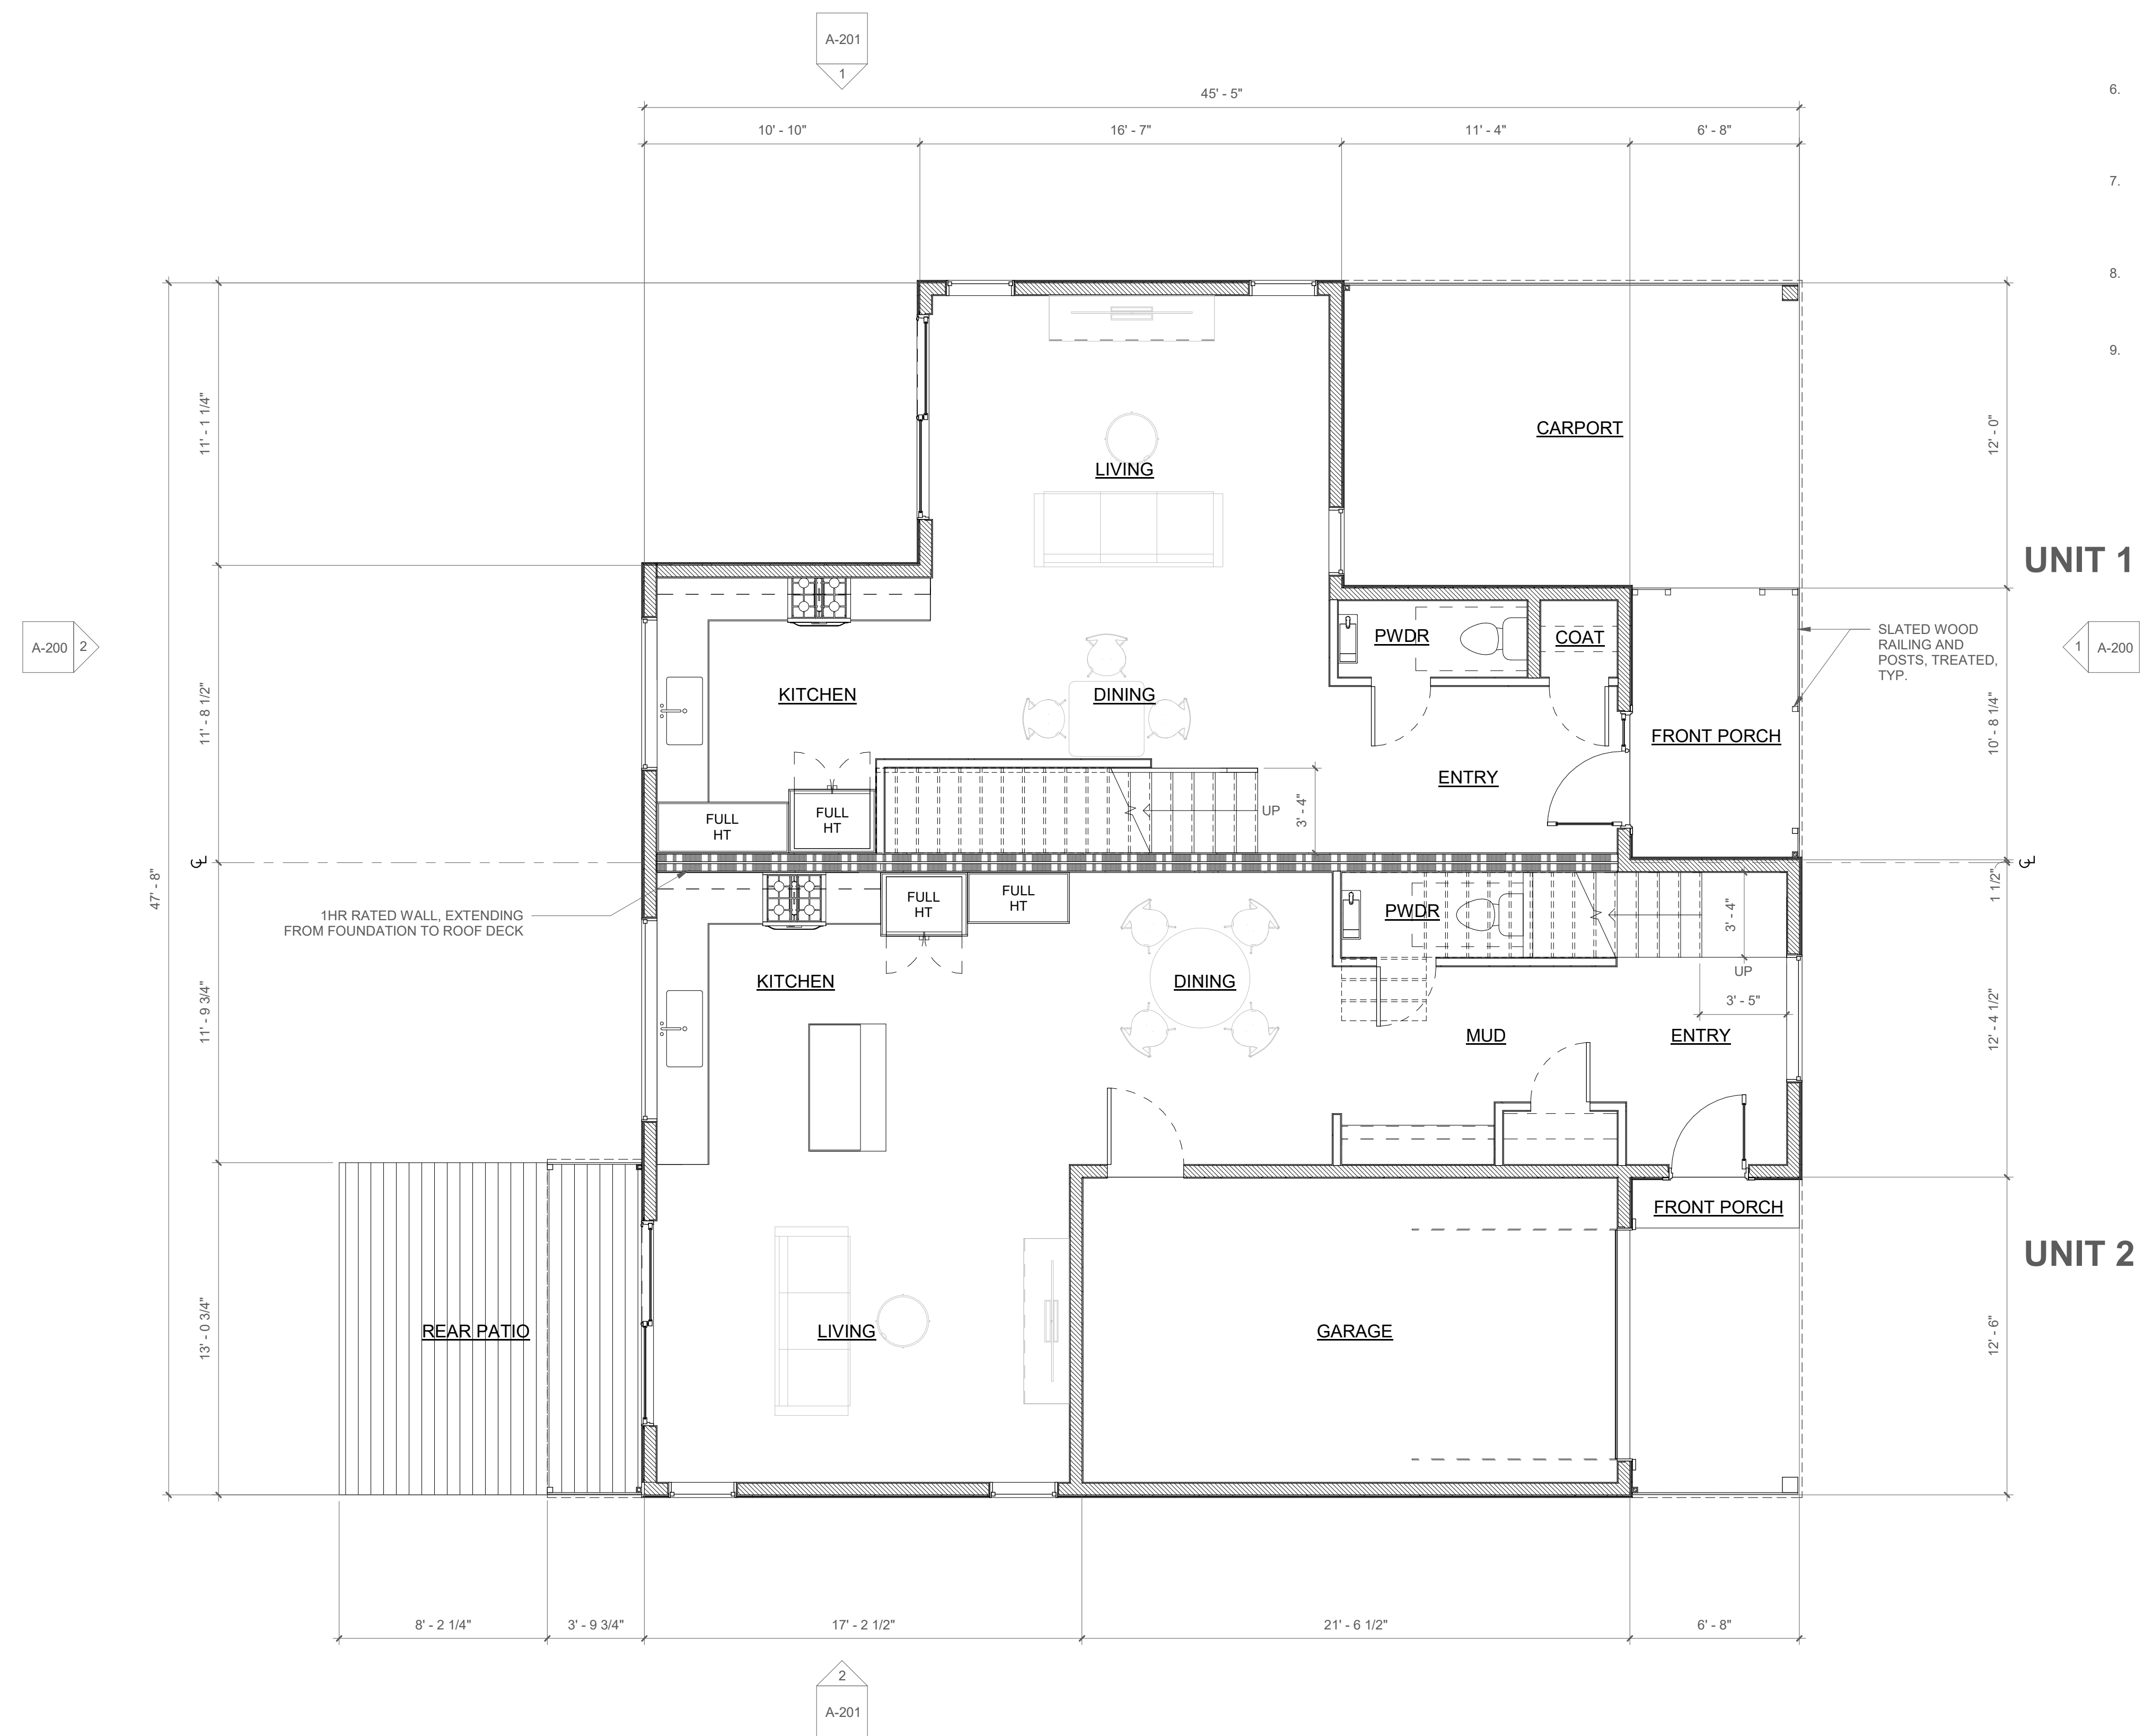 A-201
1
45' - 5"
10' - 10"
16' - 7"
11' - 4"
6' - 8"
6.
7.
8.
9.
11' - 1 1/4"
12' - 0"
CARPORT
LIVING
UNIT 1
A-200
2
11' - 8 1/2"
KITCHEN
DINING
PWDR
COAT
SLATED WOOD
RAILING AND
POSTS, TREATED,
TYP.
1
A-200
10' - 8 1/4"
FRONT PORCH
ENTRY
FULL
HT
FULL
HT
UP
3' - 4"
47' - 8"
CL
CL
1 1/2"
1HR RATED WALL, EXTENDING
FROM FOUNDATION TO ROOF DECK
FULL
HT
FULL
HT
PWDR
3' - 4"
UP
3' - 5"
11' - 9 3/4"
KITCHEN
DINING
MUD
ENTRY
12' - 4 1/2"
FRONT PORCH
UNIT 2
13' - 0 3/4"
REAR PATIO
LIVING
GARAGE
12' - 6"
8' - 2 1/4"
3' - 9 3/4"
17' - 2 1/2"
21' - 6 1/2"
6' - 8"
2
A-201